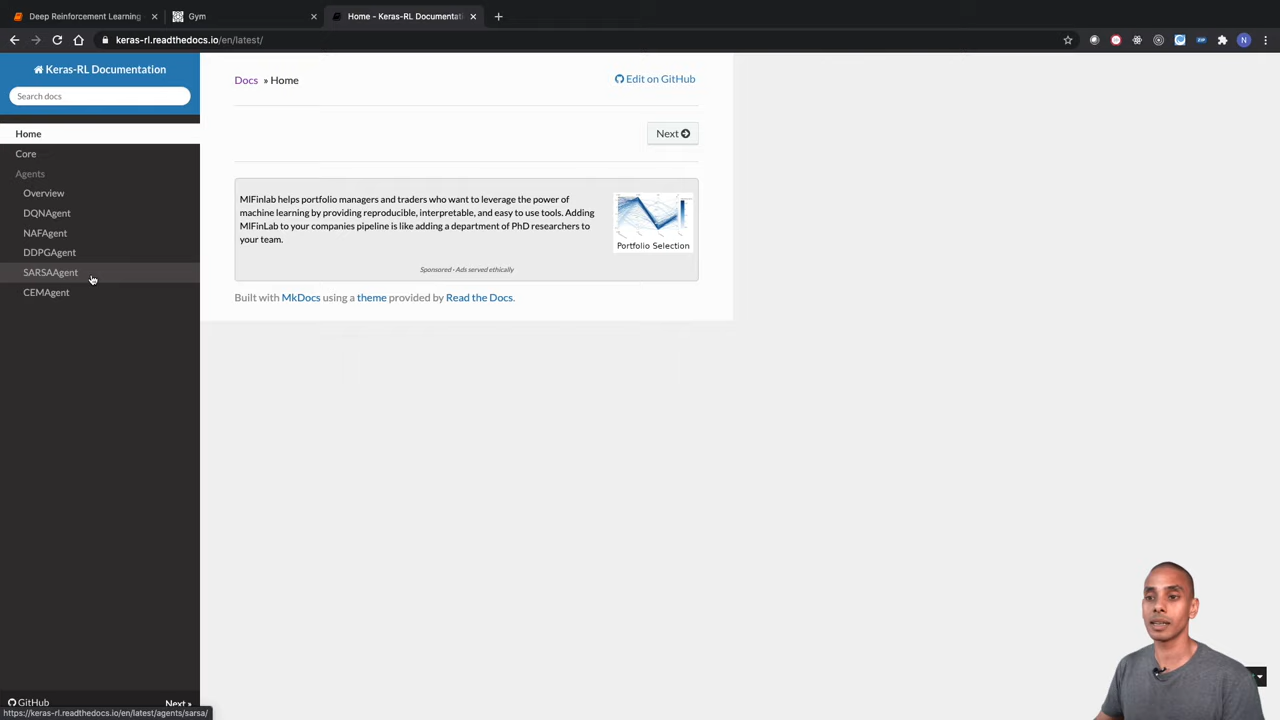 Deep Reinforcement Learning
Gym
Home - Keras-RL Documentati
keras-rl.readthedocs.io/en/latest/
N
Keras-RL Documentation
Search docs
Home
Core
Agents
Overview
DQNAgent
NAFAgent
DDPGAgent
SARSAAgent
CEMAgent
GitHub
Next »
https://keras-rl.readthedocs.io/en/latest/agents/sarsa/
Docs » Home
Edit on GitHub
Next
MlFinlab helps portfolio managers and traders who want to leverage the power of
machine learning by providing reproducible, interpretable, and easy to use tools. Adding
MlFinLab to your companies pipeline is like adding a department of PhD researchers to
your team.
Portfolio Selection
Sponsored · Ads served ethically
Built with MkDocs using a theme provided by Read the Docs.